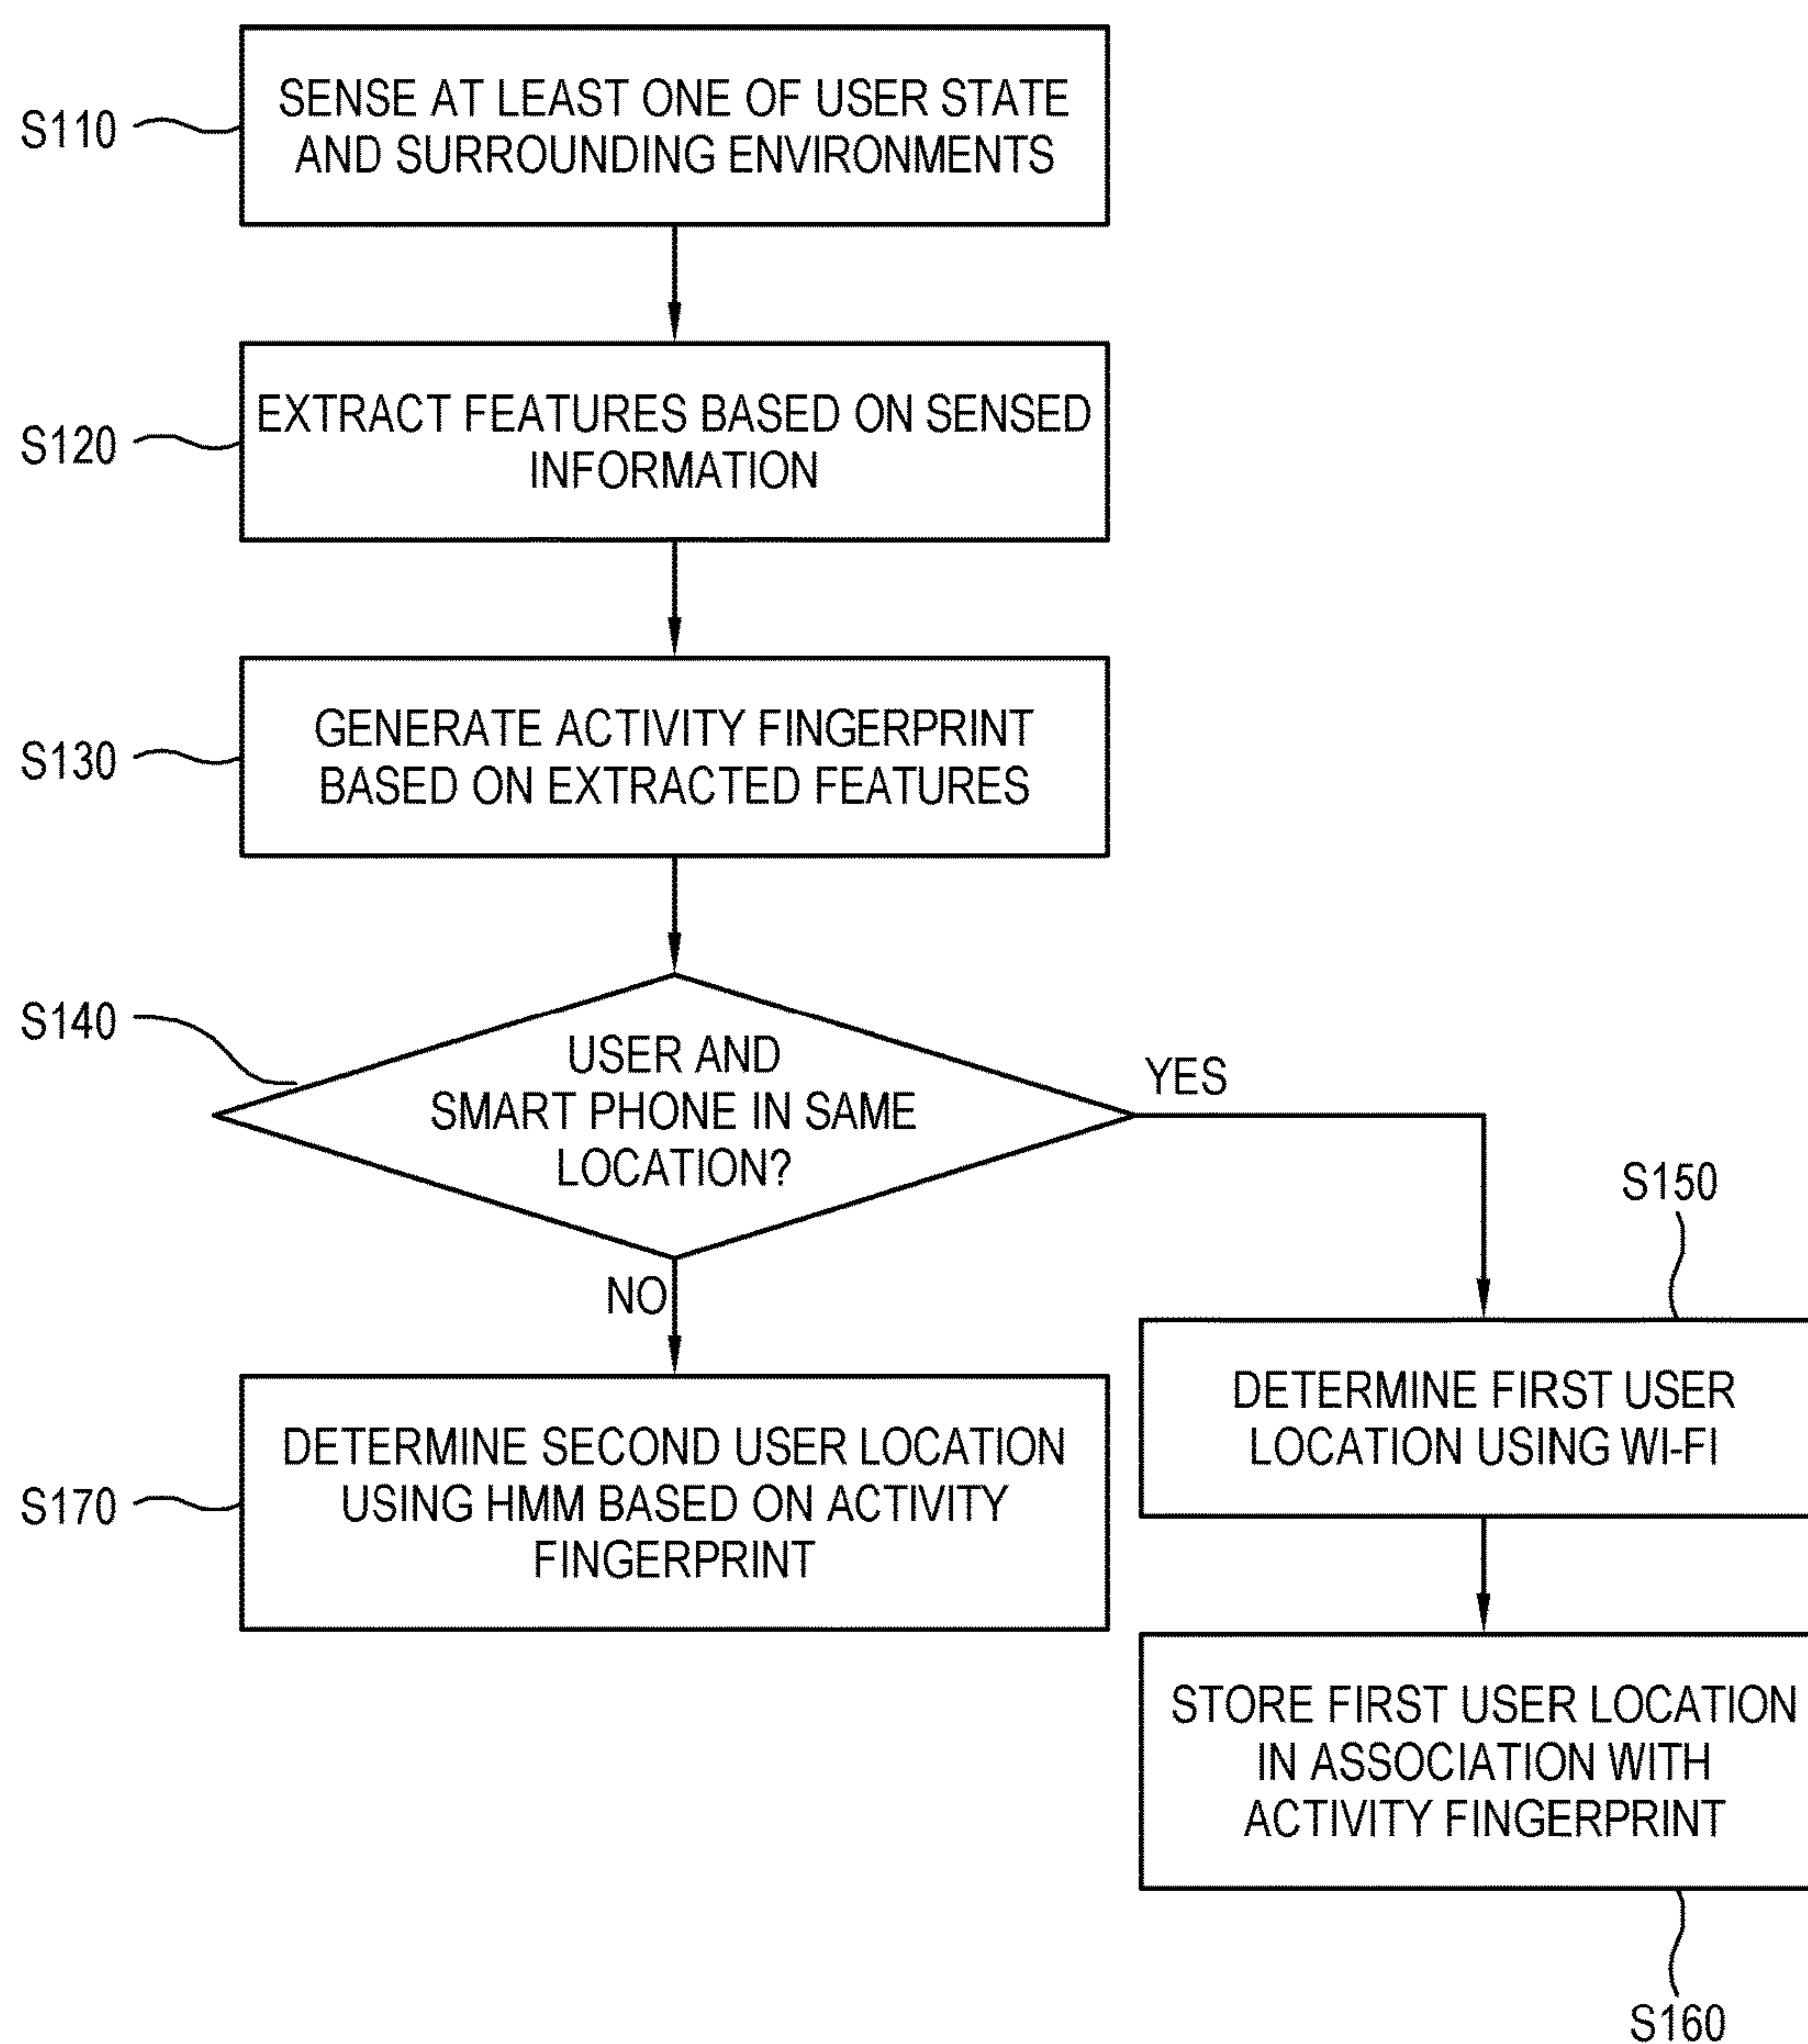 S110
SENSE AT LEAST ONE OF USER STATE
AND SURROUNDING ENVIRONMENTS
S120
EXTRACT FEATURES BASED ON SENSED
INFORMATION
S130
GENERATE ACTIVITY FINGERPRINT
BASED ON EXTRACTED FEATURES
S140
USER AND
SMART PHONE IN SAME
LOCATION?
YES
NO
S150
DETERMINE FIRST USER
LOCATION USING WI-FI
S170
DETERMINE SECOND USER LOCATION
USING HMM BASED ON ACTIVITY
FINGERPRINT
STORE FIRST USER LOCATION
IN ASSOCIATION WITH
ACTIVITY FINGERPRINT
S160